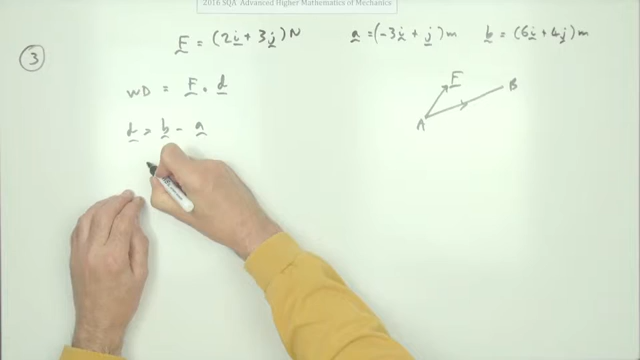 2016 SQA Advanced Higher Mathematics of Mechanics
③ F = (2i + 3j) N a = (-3i + j) m b = (6i + 4j) m
WD = F . d
d = b - a
F
A B